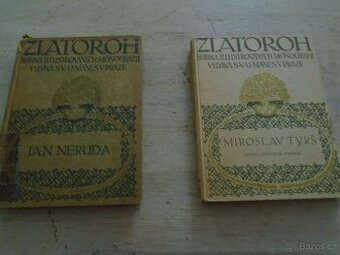 ZLATOROH
SBÍRKA ILLUSTROVANÝCH MONOGRAFIÍ
VYDÁVÁ S·V·U·MÁNES V PRAZE
JAN NERUDA
ZLATOROH
SBÍRKA ILLUSTROVANÝCH MONOGRAFIÍ
VYDÁVÁ S·V·U·MÁNES V PRAZE
MIROSLAV TYRŠ